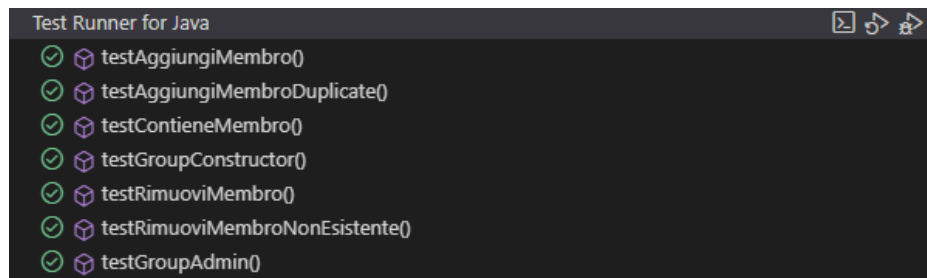 Test Runner for Java
testAggiungiMembro()
testAggiungiMembroDuplicate()
testContieneMembro()
testGroupConstructor()
testRimuoviMembro()
testRimuoviMembroNonEsistente()
testGroupAdmin()